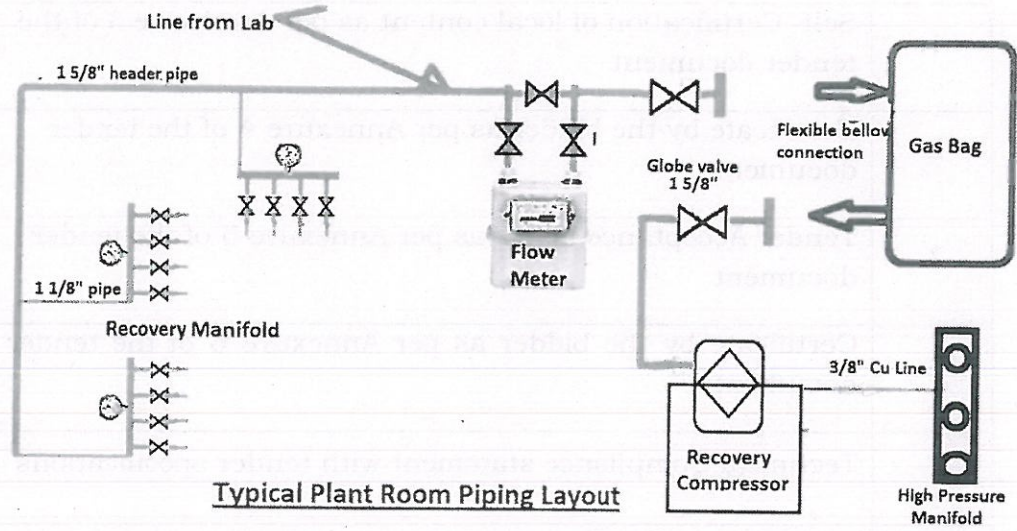 Line from Lab
1 5/8" header pipe
Flexible bellow
connection
Gas Bag
Globe valve
1 5/8"
Flow
Meter
1 1/8" pipe
Recovery Manifold
3/8" Cu Line
Recovery
Compressor
High Pressure
Manifold
Typical Plant Room Piping Layout